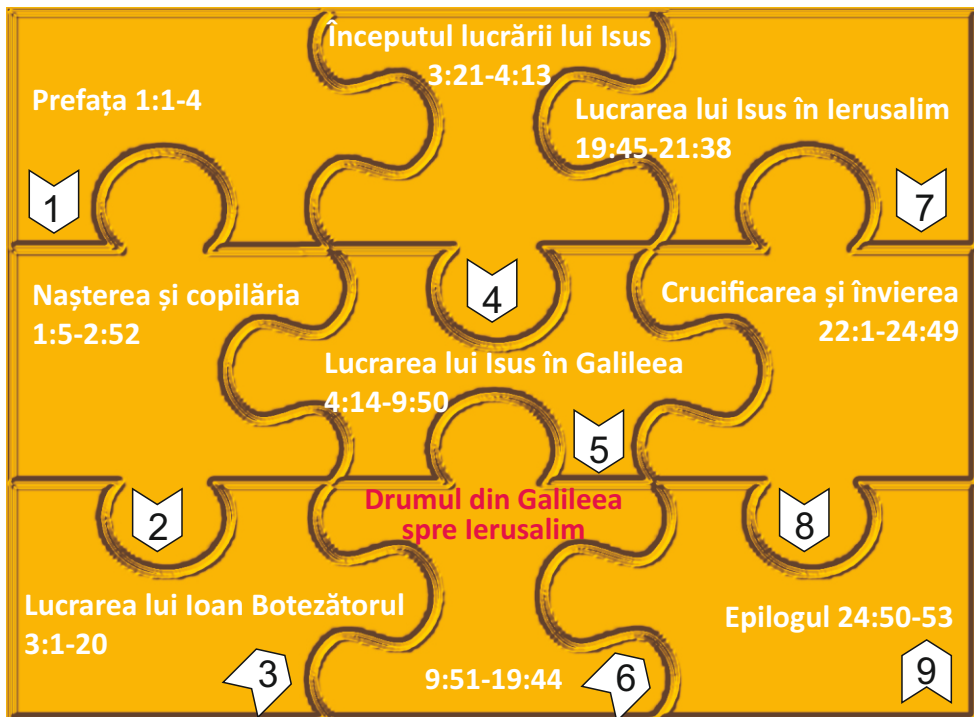 Prefața 1:1-4
1
Nașterea și copilăria
1:5-2:52
2
Lucrarea lui Ioan Botezătorul
3:1-20
3
Începutul lucrării lui Isus
3:21-4:13
4
Lucrarea lui Isus în Galileea
4:14-9:50
5
Drumul din Galileea
spre Ierusalim
9:51-19:44
6
Lucrarea lui Isus în Ierusalim
19:45-21:38
7
Crucificarea și învierea
22:1-24:49
8
Epilogul 24:50-53
9